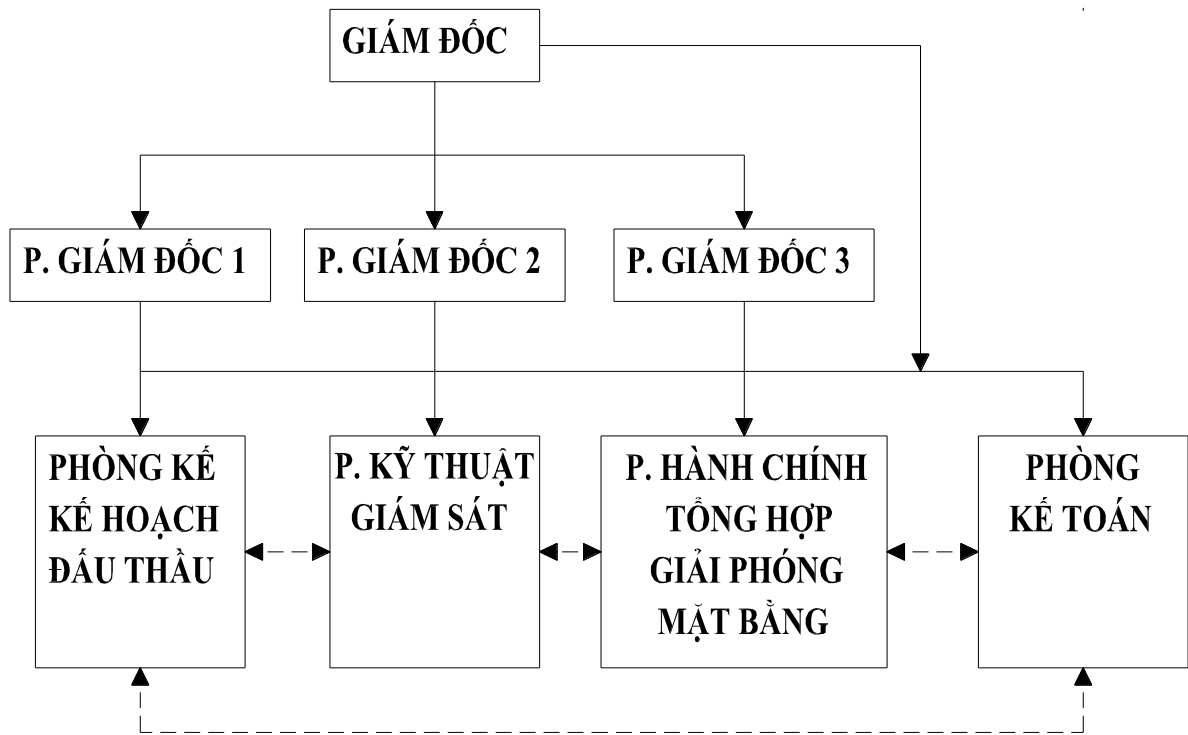 GIÁM ĐỐC
P. GIÁM ĐỐC 1
P. GIÁM ĐỐC 2
P. GIÁM ĐỐC 3
PHÒNG KẾ
KẾ HOẠCH
ĐẤU THẦU
P. KỸ THUẬT
GIÁM SÁT
P. HÀNH CHÍNH
TỔNG HỢP
GIẢI PHÓNG
MẶT BẰNG
PHÒNG
KẾ TOÁN